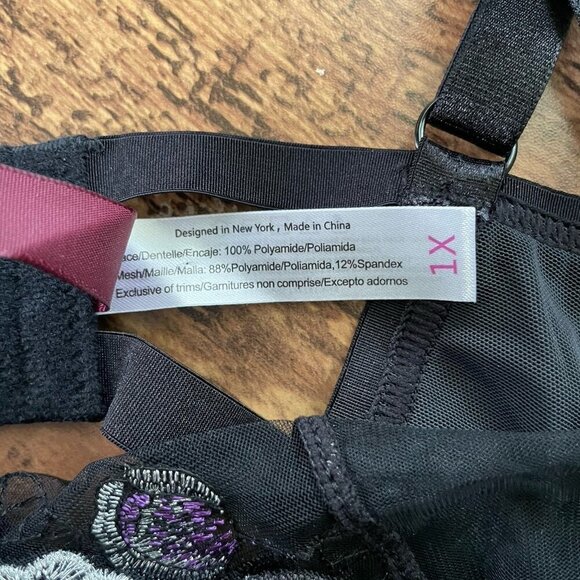 Designed in New York , Made in China
ace/Dentelle/Encaje: 100% Polyamide/Poliamida
Mesh/Maille/Malla: 88%Polyamide/Poliamida,12%Spandex
Exclusive of trims/Garnitures non comprise/Excepto adornos
1X